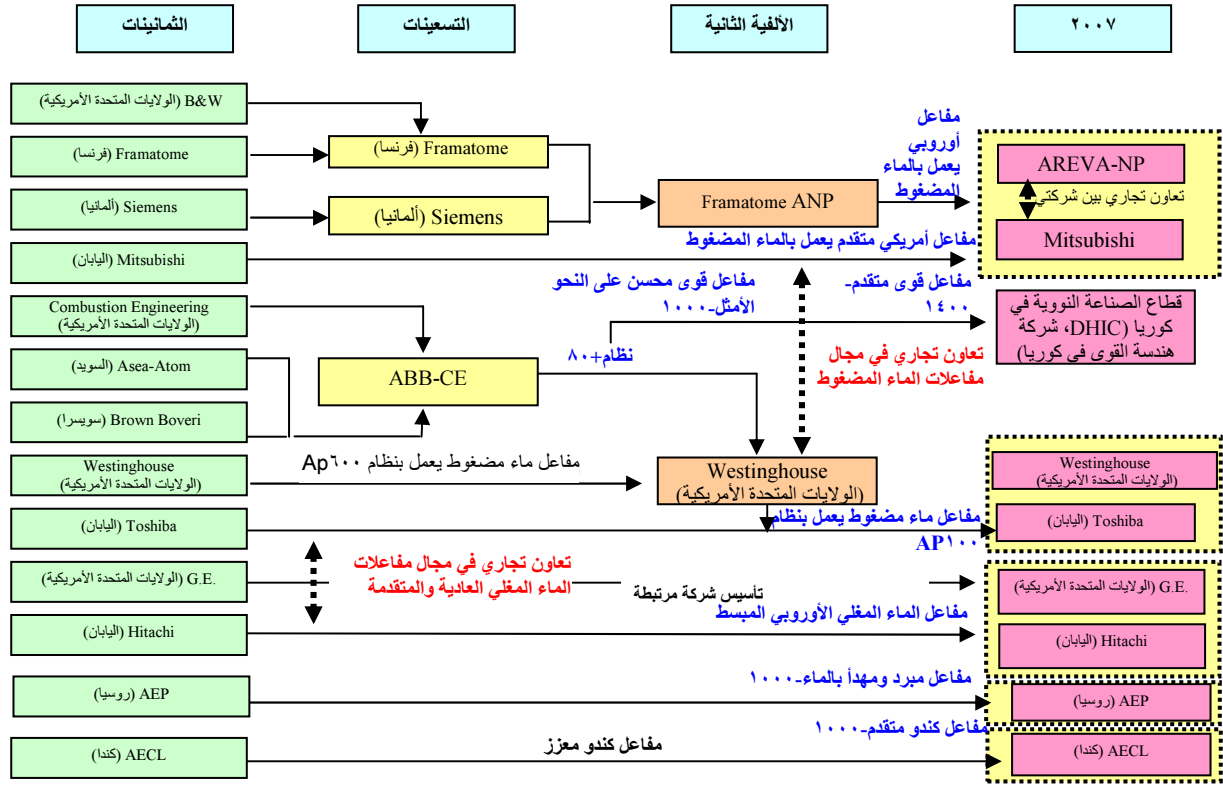 الثمانينات
التسعينات
الألفية الثانية
٢٠٠٧
B&W (الولايات المتحدة الأمريكية)
Framatome (فرنسا)
Siemens (ألمانيا)
Mitsubishi (اليابان)
Combustion Engineering
(الولايات المتحدة الأمريكية)
Asea-Atom (السويد)
Brown Boveri (سويسرا)
Westinghouse
(الولايات المتحدة الأمريكية)
Toshiba (اليابان)
G.E. (الولايات المتحدة الأمريكية)
Hitachi (اليابان)
AEP (روسيا)
AECL (كندا)
Framatome (فرنسا)
Siemens (ألمانيا)
ABB-CE
Framatome ANP
Westinghouse
(الولايات المتحدة الأمريكية)
مفاعل
أوروبي
يعمل بالماء
المضغوط
مفاعل أمريكي متقدم يعمل بالماء المضغوط
مفاعل قوى محسن على النحو
الأمثل-١٠٠٠
مفاعل قوى متقدم-
١٤٠٠
نظام+٨٠
تعاون تجاري في مجال
مفاعلات الماء المضغوط
مفاعل ماء مضغوط يعمل بنظام Ap٦٠٠
مفاعل ماء مضغوط يعمل بنظام
AP١٠٠
تعاون تجاري في مجال مفاعلات
الماء المغلي العادية والمتقدمة
تأسيس شركة مرتبطة
مفاعل الماء المغلي الأوروبي المبسط
مفاعل مبرد ومهدأ بالماء-١٠٠٠
مفاعل كندو متقدم-١٠٠٠
مفاعل كندو معزز
AREVA-NP
تعاون تجاري بين شركتي
Mitsubishi
قطاع الصناعة النووية في
كوريا (DHIC، شركة
هندسة القوى في كوريا)
Westinghouse
(الولايات المتحدة الأمريكية)
Toshiba (اليابان)
G.E. (الولايات المتحدة الأمريكية)
Hitachi (اليابان)
AEP (روسيا)
AECL (كندا)